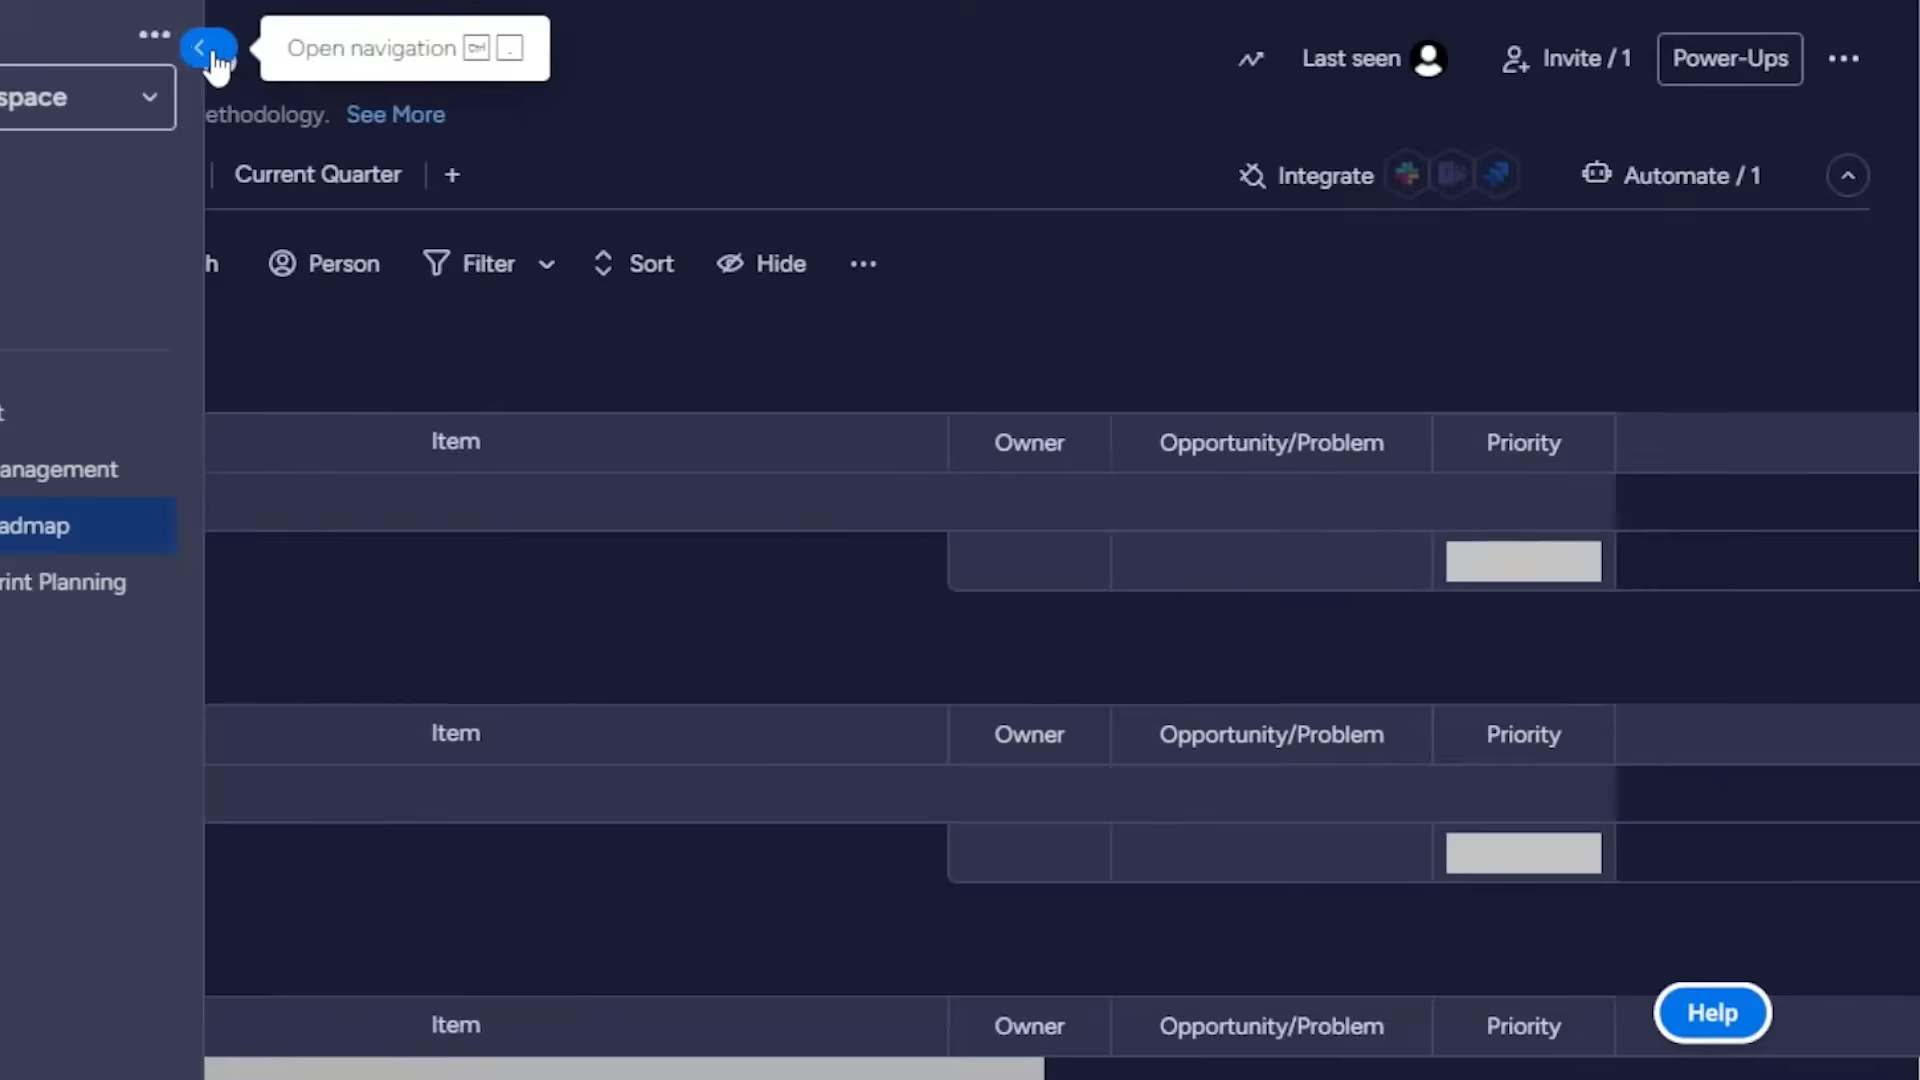 Open navigation Ctrl .
Last seen
Invite / 1
Power-Ups
space
ethodology. See More
Current Quarter
+
Integrate
Automate / 1
h
Person
Filter
Sort
Hide
t
anagement
admap
rint Planning
Item
Owner
Opportunity/Problem
Priority
Item
Owner
Opportunity/Problem
Priority
Item
Owner
Opportunity/Problem
Priority
Help